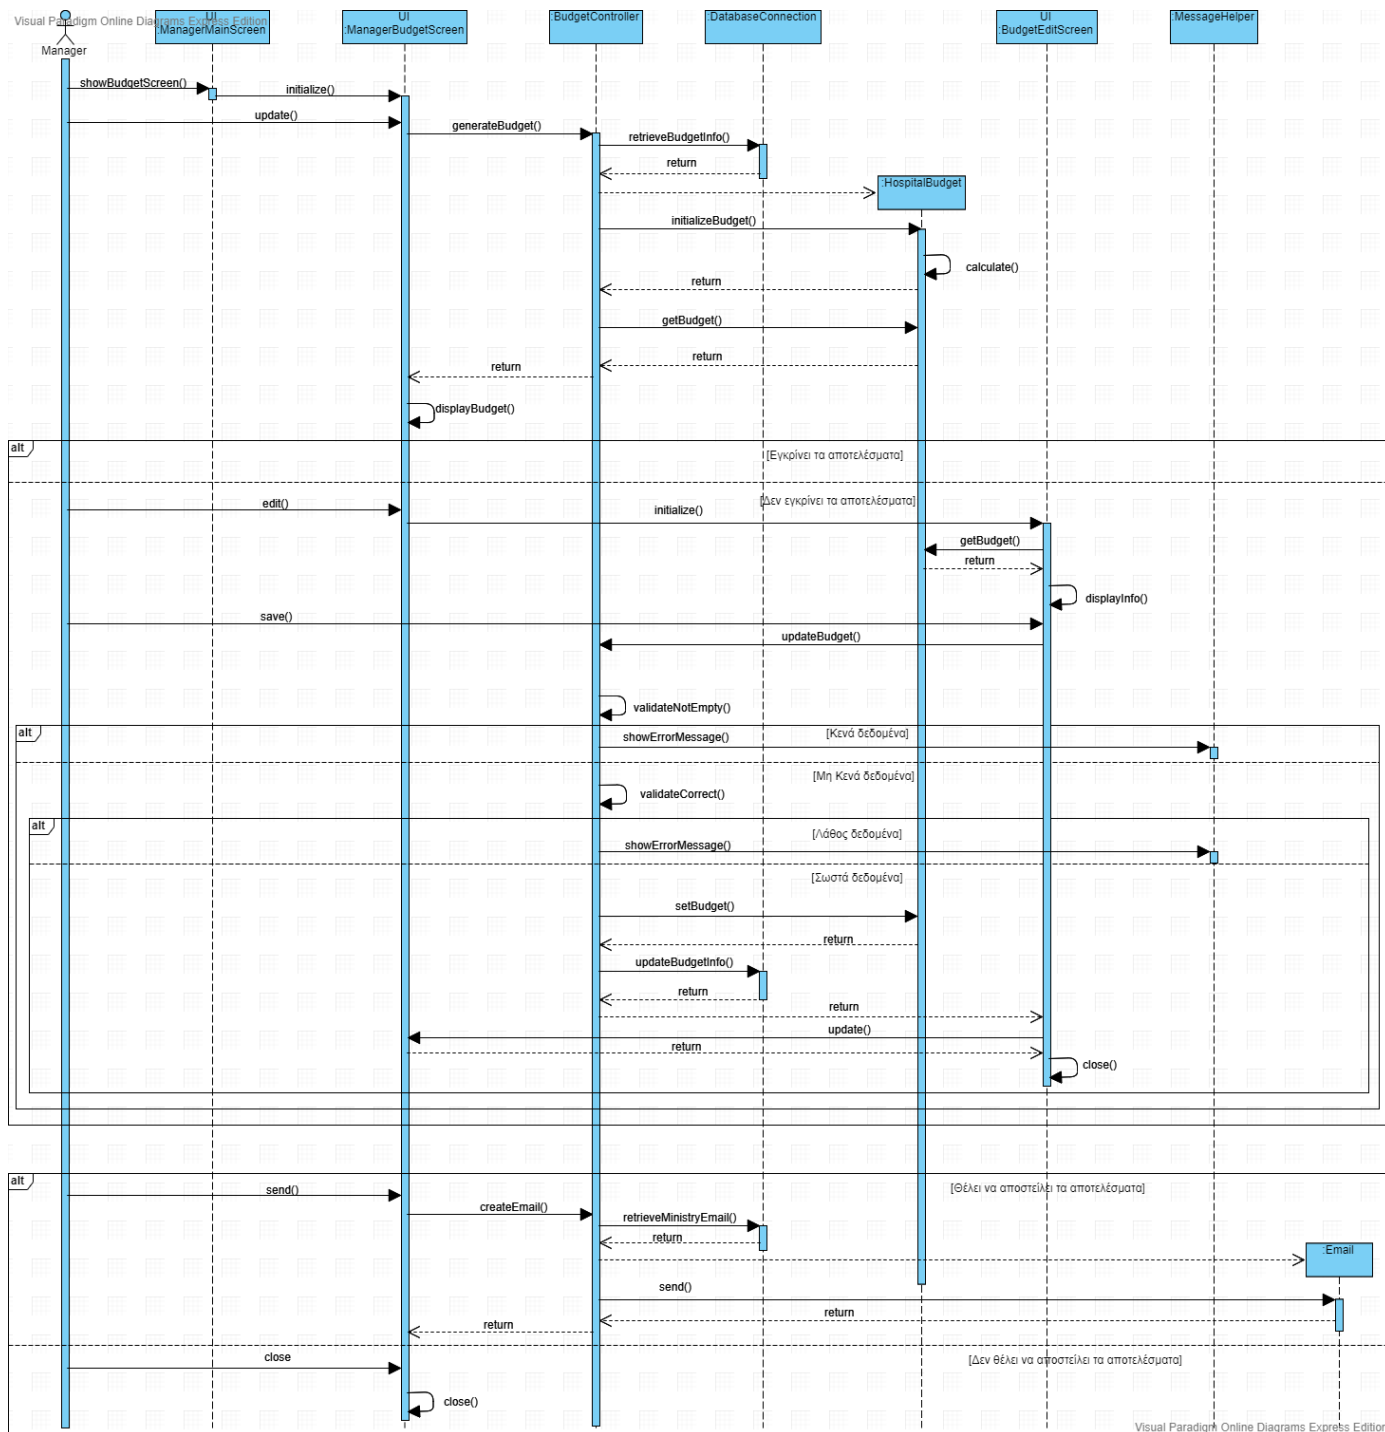 Visual Paradigm Online Diagrams Express Edition
Manager
UI
:ManagerMainScreen
UI
:ManagerBudgetScreen
:BudgetController
:DatabaseConnection
UI
:BudgetEditScreen
:MessageHelper
showBudgetScreen()
initialize()
update()
generateBudget()
retrieveBudgetInfo()
return
:HospitalBudget
initializeBudget()
calculate()
return
getBudget()
return
return
displayBudget()
alt
[Εγκρίνει τα αποτελέσματα]
[Δεν εγκρίνει τα αποτελέσματα]
edit()
initialize()
getBudget()
return
displayInfo()
save()
updateBudget()
validateNotEmpty()
alt
showErrorMessage()
[Κενά δεδομένα]
[Μη Κενά δεδομένα]
validateCorrect()
alt
[Λάθος δεδομένα]
showErrorMessage()
[Σωστά δεδομένα]
setBudget()
return
updateBudgetInfo()
return
return
update()
return
close()
alt
send()
[Θέλει να αποστείλει τα αποτελέσματα]
createEmail()
retrieveMinistryEmail()
return
:Email
send()
return
return
close
[Δεν θέλει να αποστείλει τα αποτελέσματα]
close()
Visual Paradigm Online Diagrams Express Edition